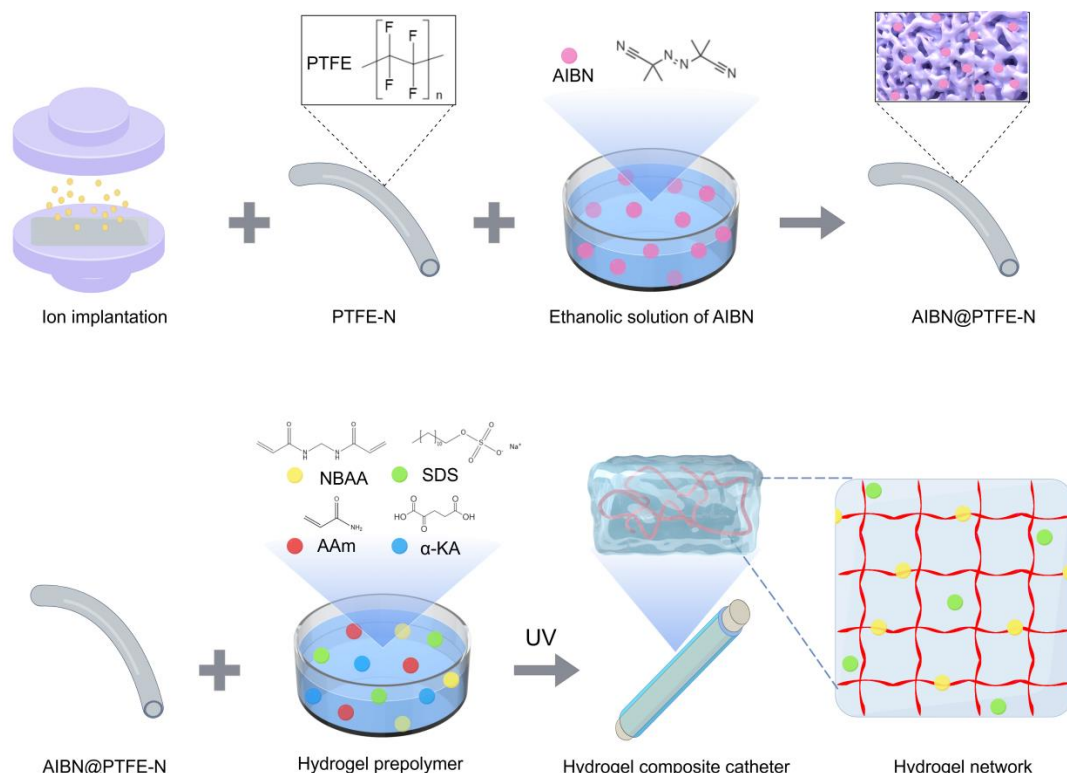 PTFE
F
F
F
F
n
AIBN
N
N
N
N
Ion implantation
PTFE-N
Ethanolic solution of AIBN
AIBN@PTFE-N
O
O
N
H
N
H
NBAA
O
O
S
O
O⁻
Na⁺
SDS
O
NH₂
AAm
O
HO
O
OH
α-KA
UV
AIBN@PTFE-N
Hydrogel prepolymer
Hydrogel composite catheter
Hydrogel network